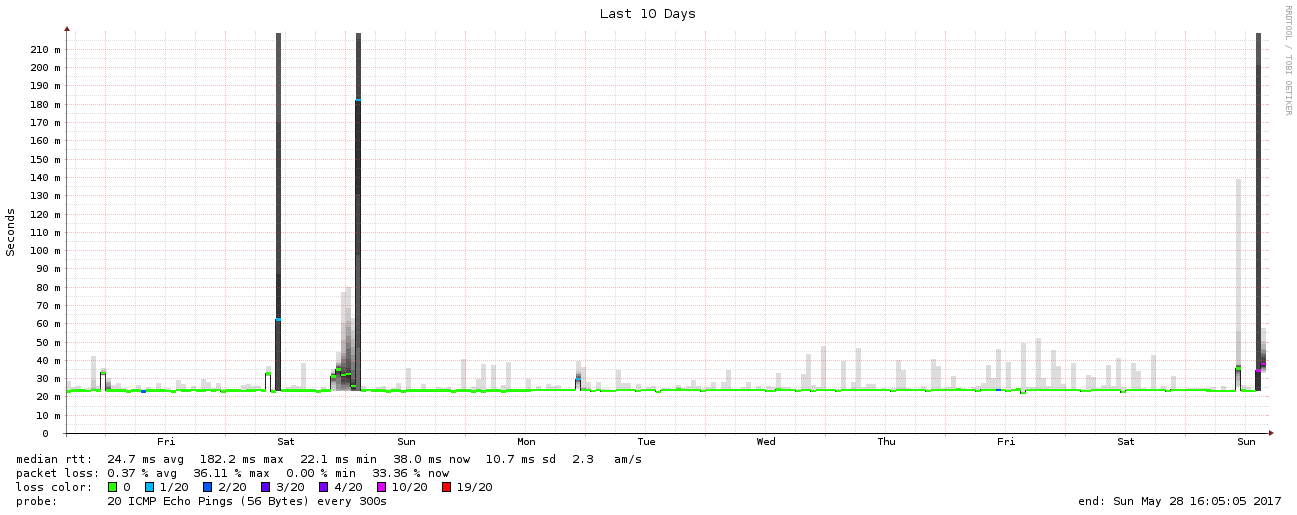 Last 10 Days
RRDTOOL / TOBI OETIKER
Seconds
210 m
200 m
190 m
180 m
170 m
160 m
150 m
140 m
130 m
120 m
110 m
100 m
90 m
80 m
70 m
60 m
50 m
40 m
30 m
20 m
10 m
0
Fri Sat Sun Mon Tue Wed Thu Fri Sat Sun
median rtt: 24.7 ms avg 182.2 ms max 22.1 ms min 38.0 ms now 10.7 ms sd 2.3 am/s
packet loss: 0.37 % avg 36.11 % max 0.00 % min 33.36 % now
loss color: 0 1/20 2/20 3/20 4/20 10/20 19/20
probe: 20 ICMP Echo Pings (56 Bytes) every 300s end: Sun May 28 16:05:05 2017